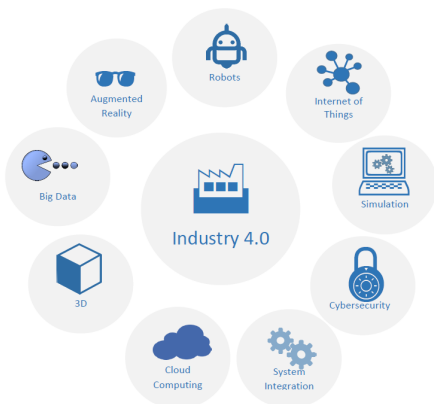 Robots
Augmented
Reality
Internet of
Things
Big Data
Simulation
Industry 4.0
3D
Cybersecurity
Cloud
Computing
System
Integration